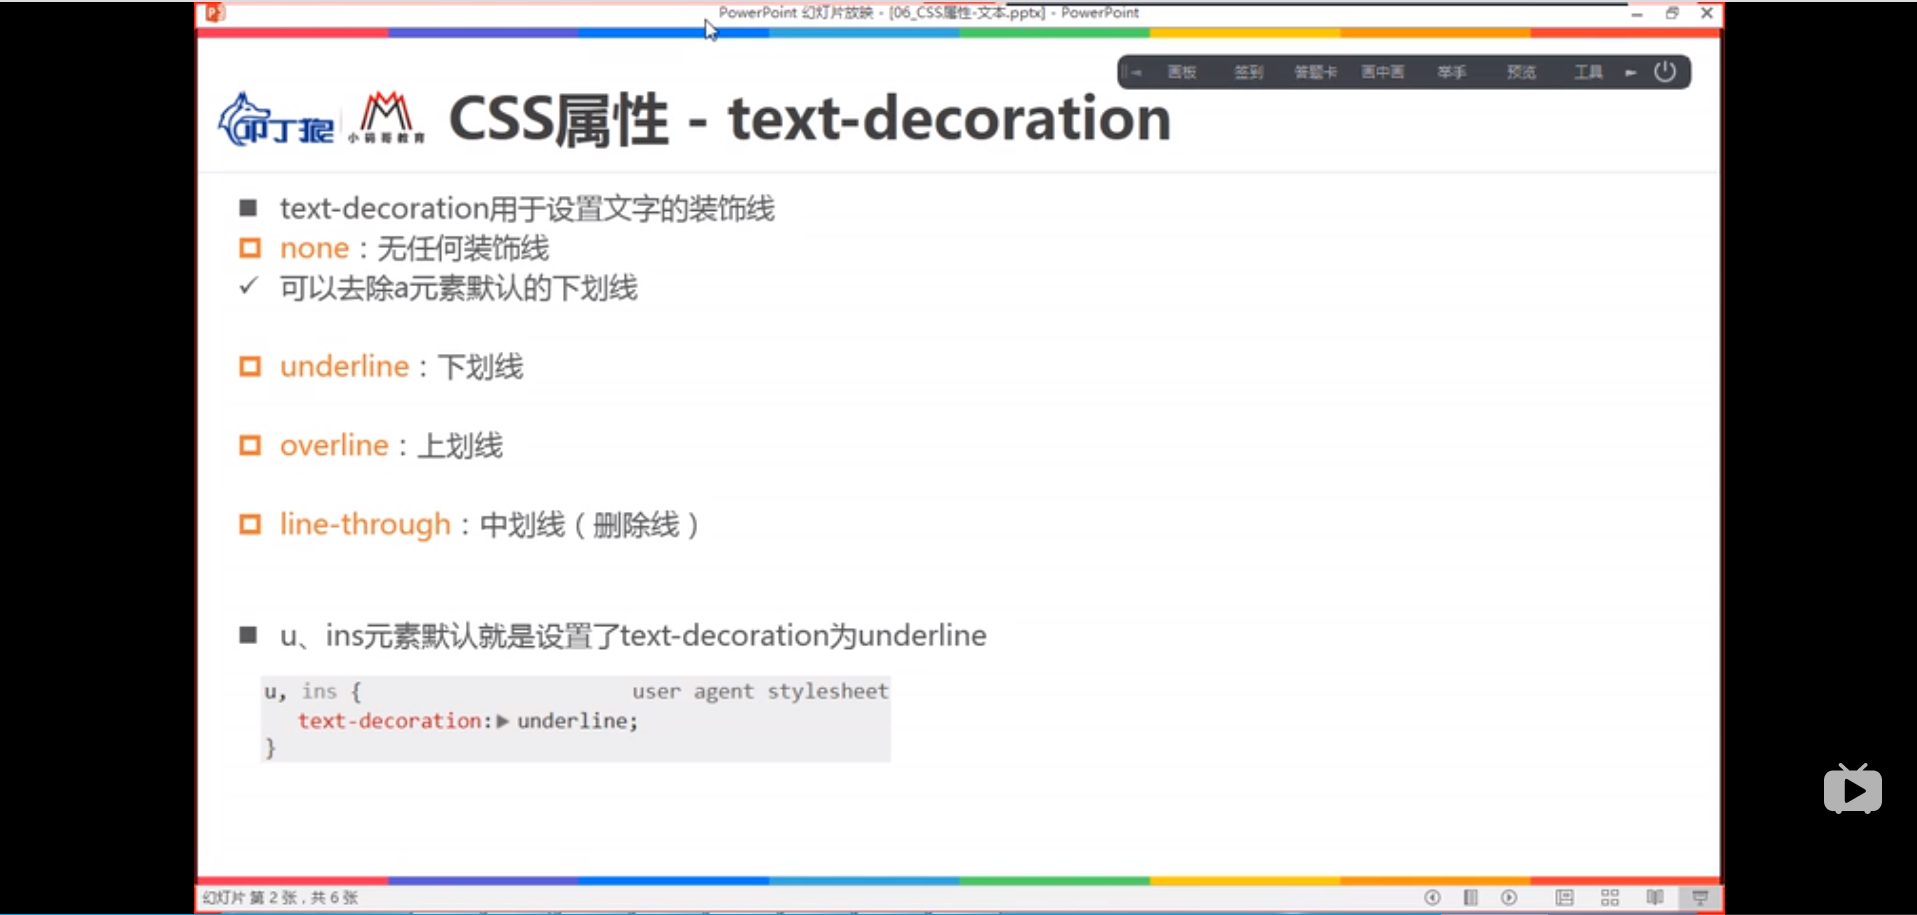 PowerPoint 幻灯片放映 - [06_CSS属性-文本.pptx] - PowerPoint
画板 签到 答题卡 画中画 举手 预览 工具
叩丁狼 小码哥教育 CSS属性 - text-decoration
text-decoration用于设置文字的装饰线
none：无任何装饰线
可以去除a元素默认的下划线
underline：下划线
overline：上划线
line-through：中划线（删除线）
u、ins元素默认就是设置了text-decoration为underline
u, ins { user agent stylesheet
text-decoration: underline;
}
幻灯片 第 2 张，共 6 张